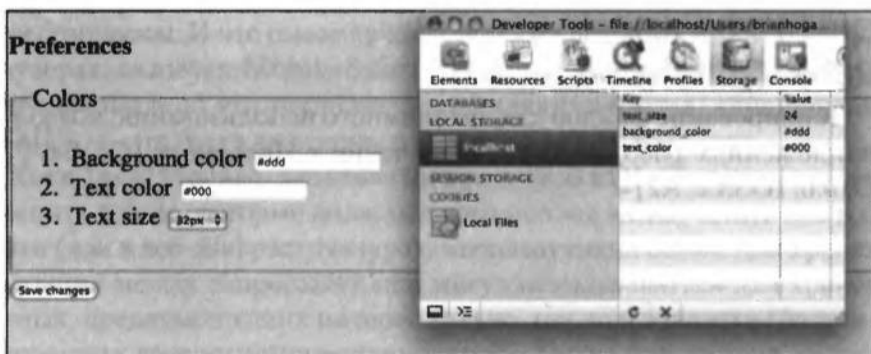 Preferences
Colors
1. Background color #ddd
2. Text color #000
3. Text size 32px
Save changes
Developer Tools – file://localhost/Users/brianhoga
Elements Resources Scripts Timeline Profiles Storage Console
DATABASES
LOCAL STORAGE
localhost
SESSION STORAGE
COOKIES
Local Files
Key Value
text_size 24
background_color #ddd
text_color #000